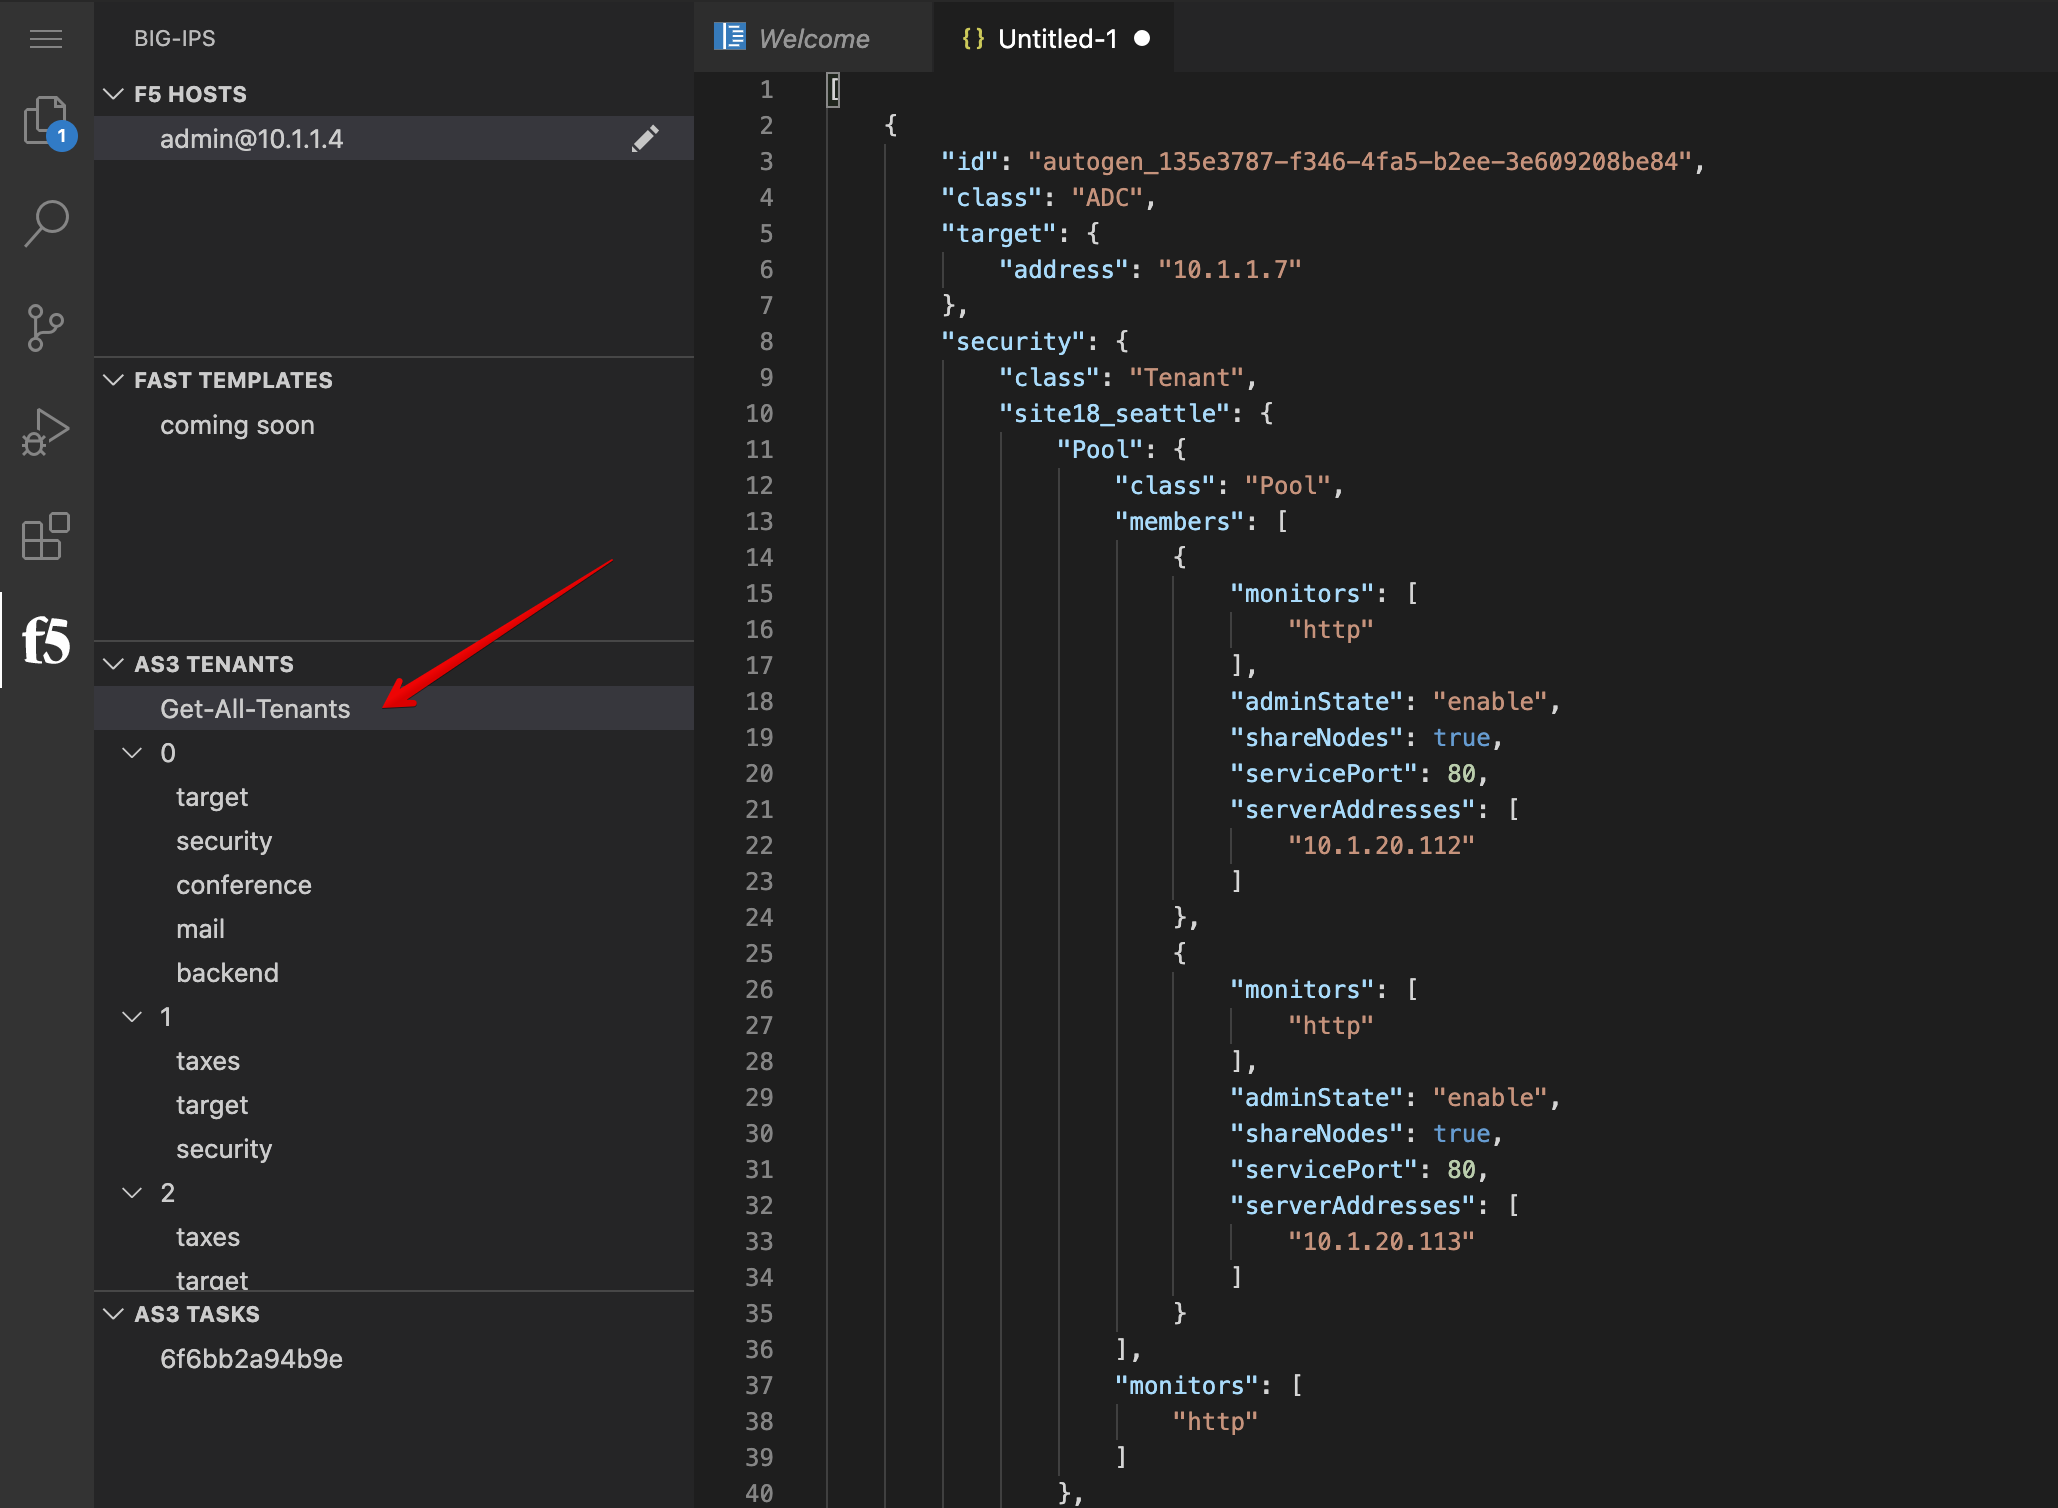 BIG-IPS
F5 HOSTS
admin@10.1.1.4
1
FAST TEMPLATES
coming soon
f5
AS3 TENANTS
Get-All-Tenants
0
target
security
conference
mail
backend
1
taxes
target
security
2
taxes
target
AS3 TASKS
6f6bb2a94b9e
Welcome
{} Untitled-1
1 [
2 {
3 "id": "autogen_135e3787-f346-4fa5-b2ee-3e609208be84",
4 "class": "ADC",
5 "target": {
6 "address": "10.1.1.7"
7 },
8 "security": {
9 "class": "Tenant",
10 "site18_seattle": {
11 "Pool": {
12 "class": "Pool",
13 "members": [
14 {
15 "monitors": [
16 "http"
17 ],
18 "adminState": "enable",
19 "shareNodes": true,
20 "servicePort": 80,
21 "serverAddresses": [
22 "10.1.20.112"
23 ]
24 },
25 {
26 "monitors": [
27 "http"
28 ],
29 "adminState": "enable",
30 "shareNodes": true,
31 "servicePort": 80,
32 "serverAddresses": [
33 "10.1.20.113"
34 ]
35 }
36 ],
37 "monitors": [
38 "http"
39 ]
40 },